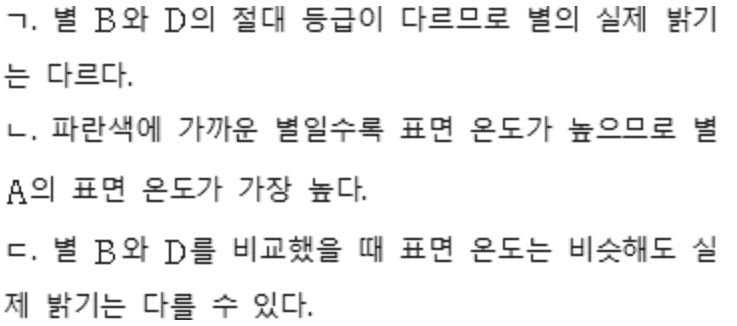 ㄱ. 별 B와 D의 절대 등급이 다르므로 별의 실제 밝기
는 다르다.
ㄴ. 파란색에 가까운 별일수록 표면 온도가 높으므로 별
A의 표면 온도가 가장 높다.
ㄷ. 별 B와 D를 비교했을 때 표면 온도는 비슷해도 실
제 밝기는 다를 수 있다.